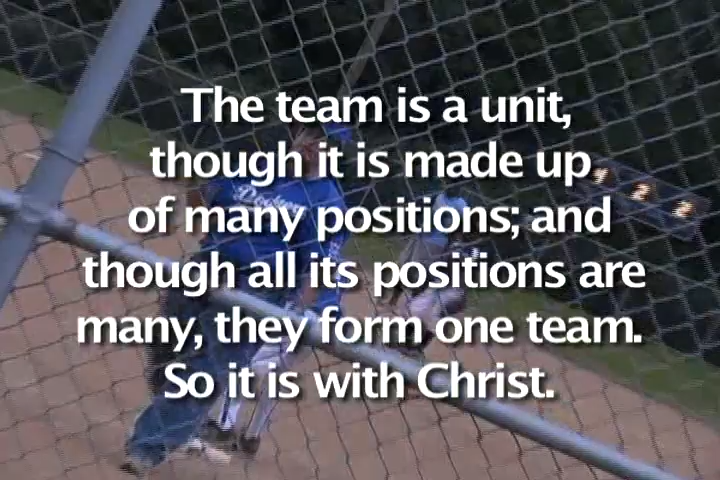 The team is a unit,
though it is made up
of many positions; and
though all its positions are
many, they form one team.
So it is with Christ.
Dodgers